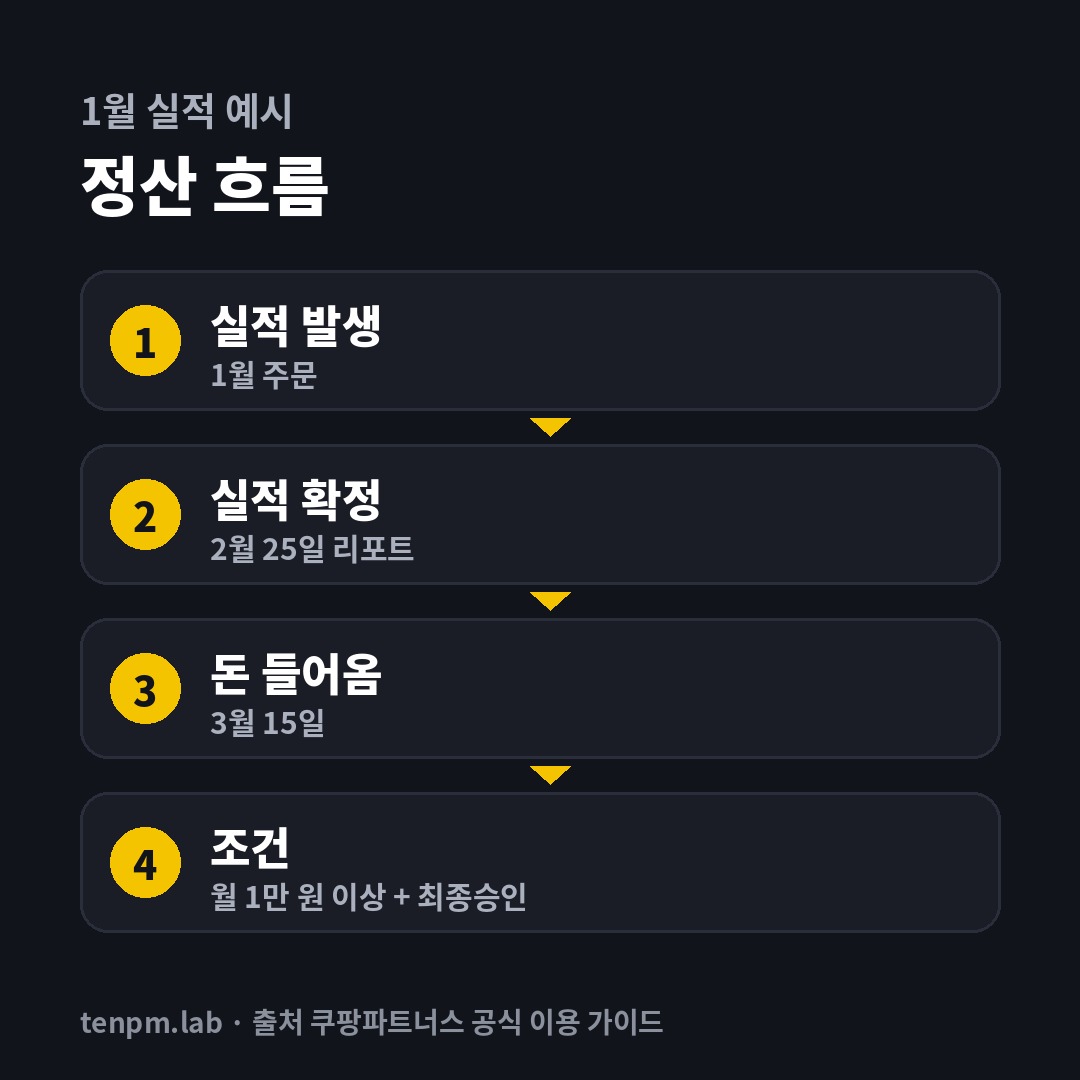 1월 실적 예시
정산 흐름
1
실적 발생
1월 주문
2
실적 확정
2월 25일 리포트
3
돈 들어옴
3월 15일
4
조건
월 1만 원 이상 + 최종승인
tenpm.lab · 출처 쿠팡파트너스 공식 이용 가이드